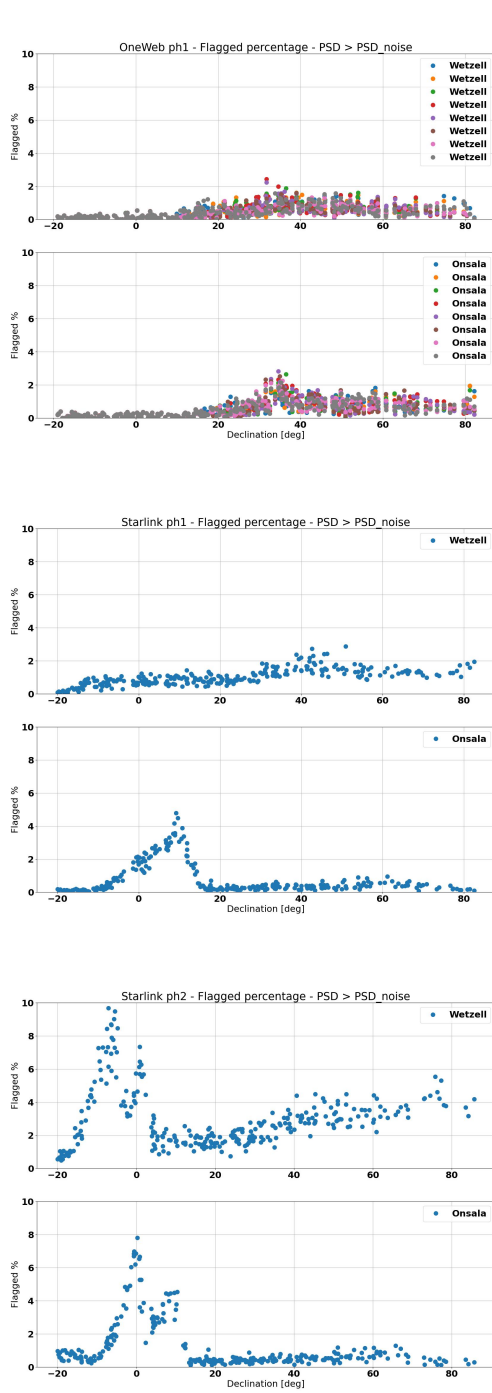 OneWeb ph1 - Flagged percentage - PSD > PSD_noise
10
8
6
4
2
0
Flagged %
Wetzell
Wetzell
Wetzell
Wetzell
Wetzell
Wetzell
Wetzell
Wetzell
−20 0 20 40 60 80
10
8
6
4
2
0
Flagged %
Onsala
Onsala
Onsala
Onsala
Onsala
Onsala
Onsala
Onsala
−20 0 20 40 60 80
Declination [deg]
Starlink ph1 - Flagged percentage - PSD > PSD_noise
10
8
6
4
2
0
Flagged %
Wetzell
−20 0 20 40 60 80
10
8
6
4
2
0
Flagged %
Onsala
−20 0 20 40 60 80
Declination [deg]
Starlink ph2 - Flagged percentage - PSD > PSD_noise
10
8
6
4
2
0
Flagged %
Wetzell
−20 0 20 40 60 80
10
8
6
4
2
0
Flagged %
Onsala
−20 0 20 40 60 80
Declination [deg]